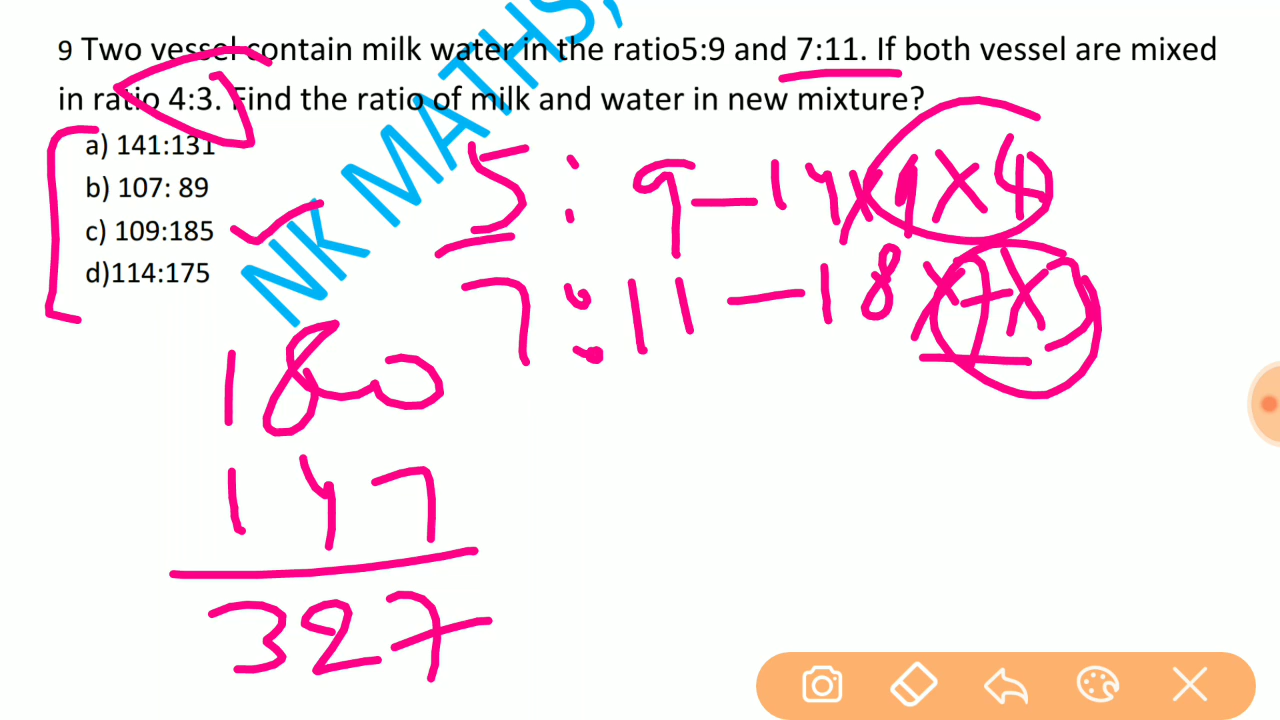 9 Two vessel contain milk water in the ratio5:9 and 7:11. If both vessel are mixed
in ratio 4:3. Find the ratio of milk and water in new mixture?
a) 141:131
b) 107: 89
c) 109:185
d)114:175
NK MATHS,
5 : 9 – 14 x 9 x 4
7 : 11 – 18 x 7 x 3
180
147
327